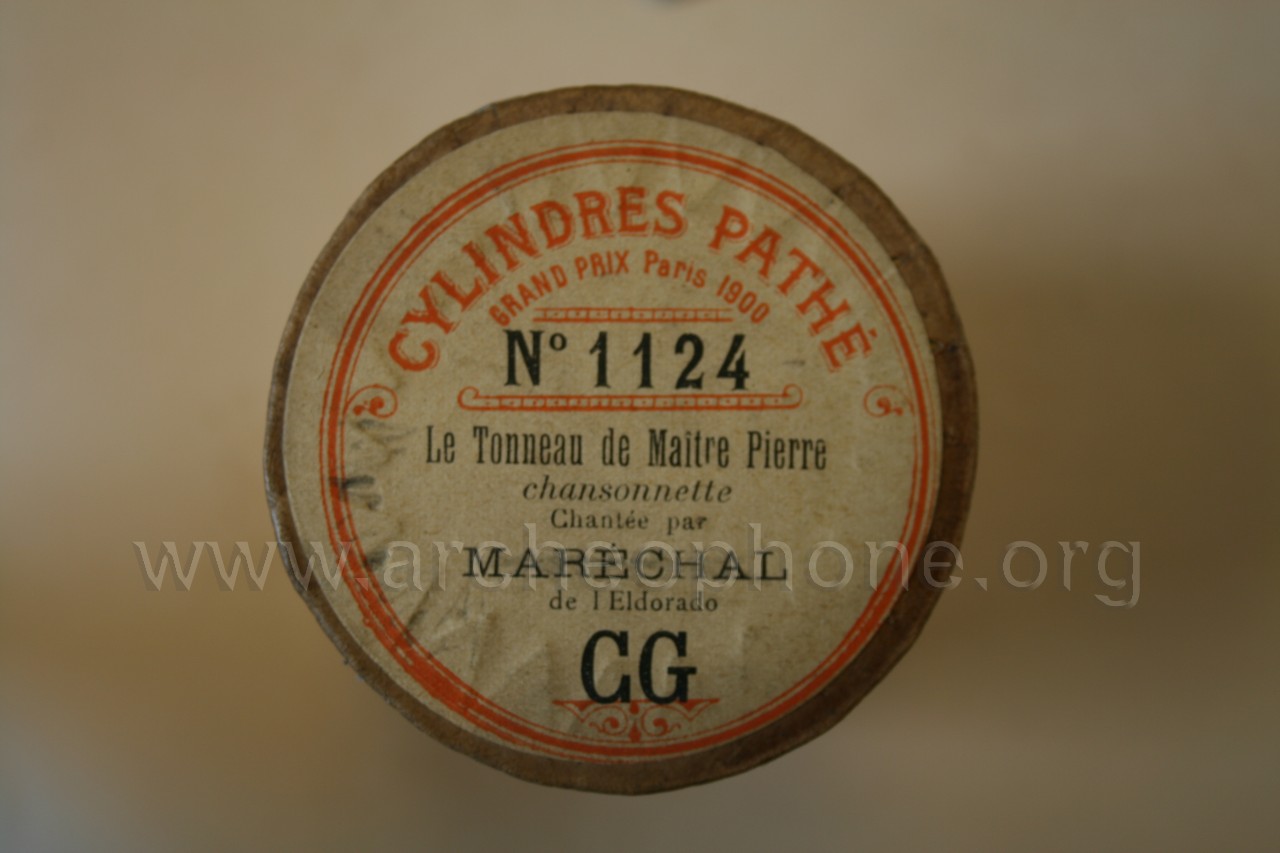 CYLINDRES PATHÉ
GRAND PRIX Paris 1900
Nº 1124
Le Tonneau de Maître Pierre
chansonnette
Chantée par
MARÉCHAL
www.archeophone.org
de l'Eldorado
CG